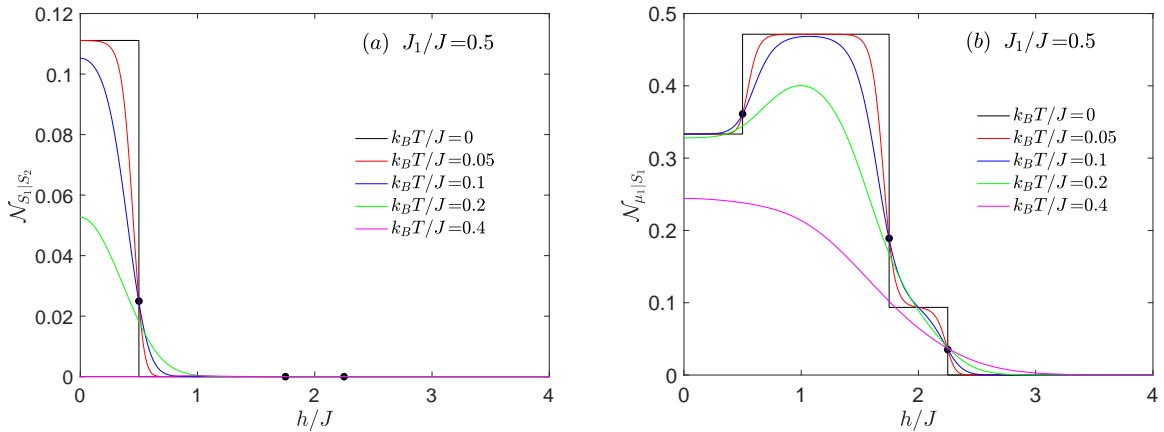 (a) J₁/J=0.5
0.12
0.1
0.08
0.06
0.04
0.02
0
𝒩_{S₁|S₂}
k_BT/J=0
k_BT/J=0.05
k_BT/J=0.1
k_BT/J=0.2
k_BT/J=0.4
0 1 2 3 4
h/J
(b) J₁/J=0.5
0.5
0.4
0.3
0.2
0.1
0
𝒩_{μ₁|S₁}
k_BT/J=0
k_BT/J=0.05
k_BT/J=0.1
k_BT/J=0.2
k_BT/J=0.4
0 1 2 3 4
h/J